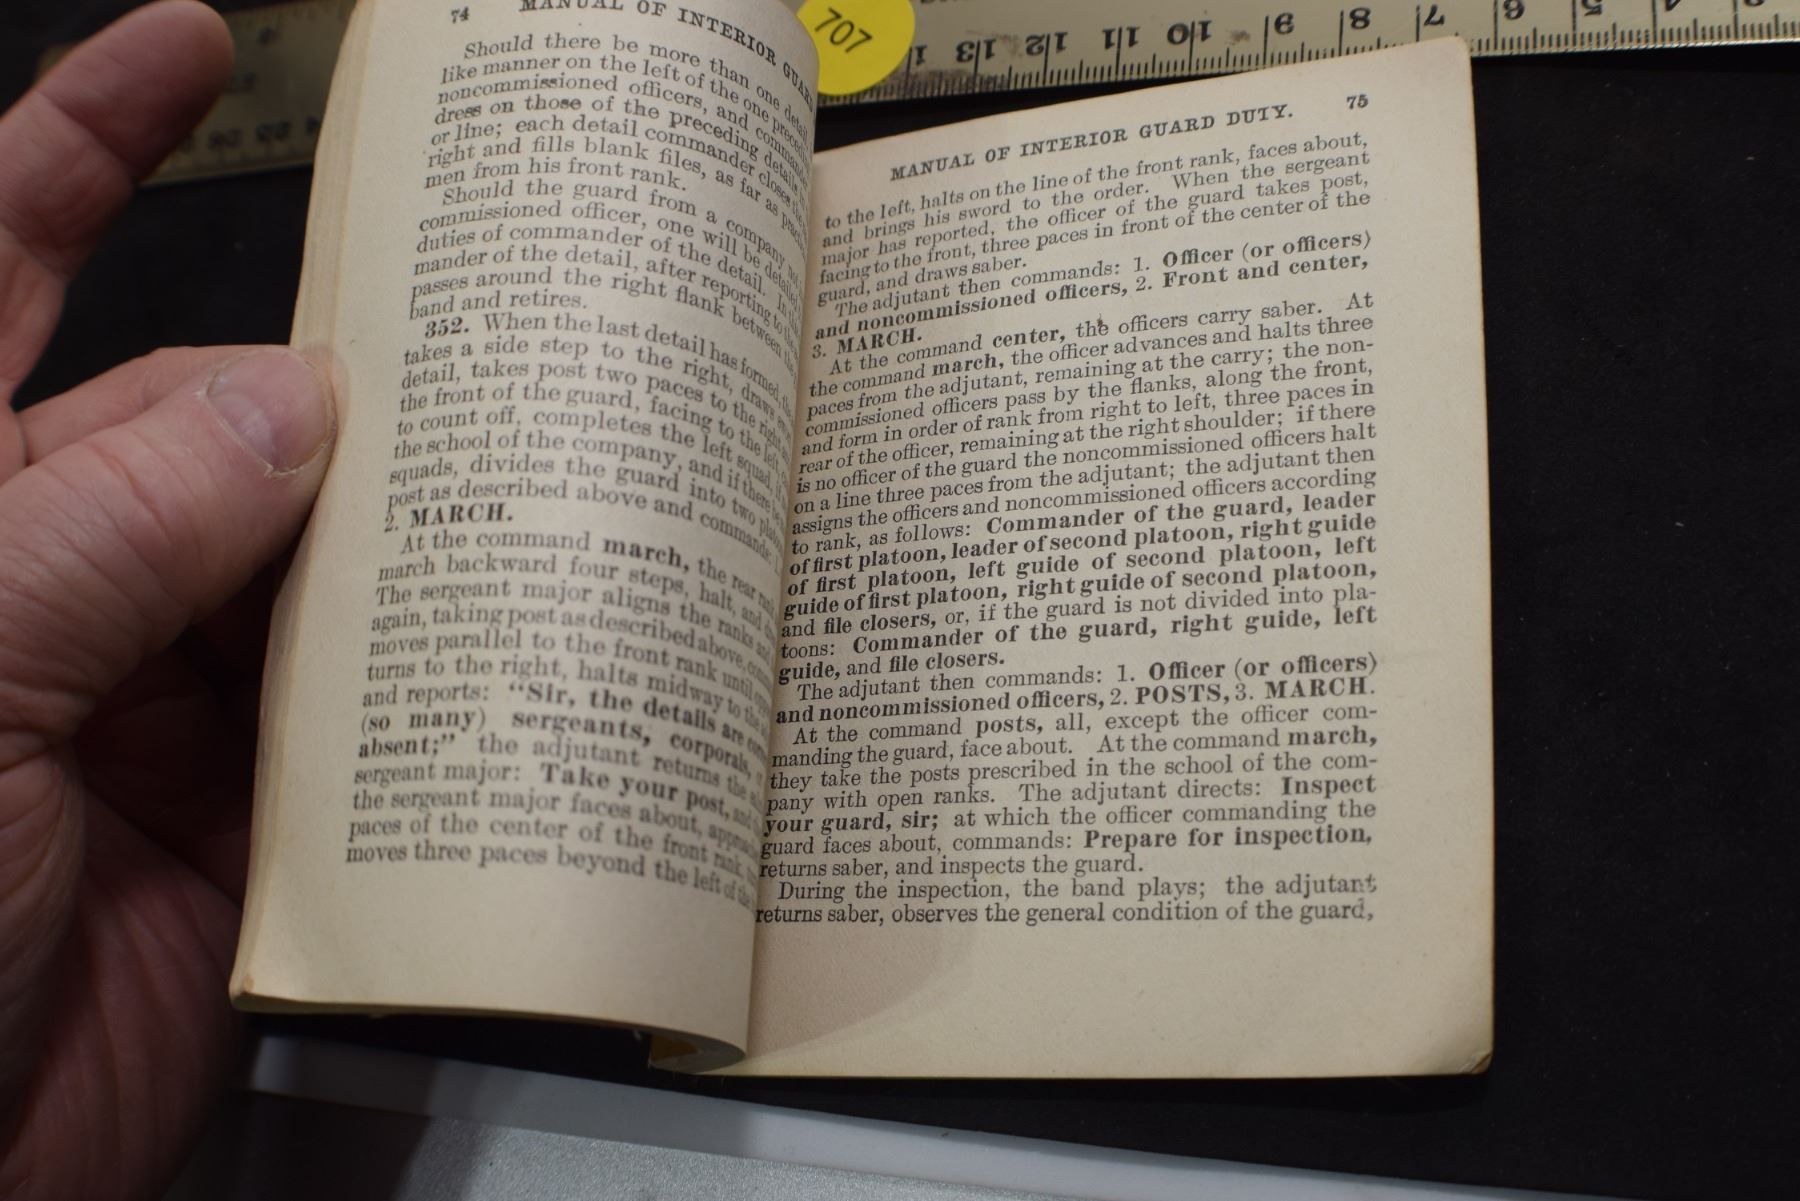 74 MANUAL OF INTERIOR GUARD
Should there be more than one detail
like manner on the left of the one preceding
noncommissioned officers, and commander
dress on those of the preceding details
or line; each detail commander closes
right and fills blank files, as far as
men from his front rank.
Should the guard from a company
commissioned officer, one will be detailed
duties of commander of the detail. In
mander of the detail, after reporting to
passes around the right flank between
band and retires.
352. When the last detail has formed,
takes a side step to the right, draws
detail, takes post two paces to the right
the front of the guard, facing to the left,
to count off, completes the left squad, if
the school of the company, and if there be
squads, divides the guard into two
post as described above and commands: 1.
2. MARCH.
At the command march, the rear rank
march backward four steps, halt, and
The sergeant major aligns the ranks and
again, taking post as described above,
moves parallel to the front rank until
turns to the right, halts midway to the
and reports: "Sir, the details are
(so many) sergeants, corporals,
absent;" the adjutant returns the
sergeant major: Take your post, and
the sergeant major faces about,
paces of the center of the front rank,
moves three paces beyond the left of the
707
13 12 11 10 9 8 7 6 5 4
MANUAL OF INTERIOR GUARD DUTY. 75
to the left, halts on the line of the front rank, faces about,
and brings his sword to the order. When the sergeant
major has reported, the officer of the guard takes post,
facing to the front, three paces in front of the center of the
guard, and draws saber.
The adjutant then commands: 1. Officer (or officers)
and noncommissioned officers, 2. Front and center,
3. MARCH.
At the command center, the officers carry saber. At
the command march, the officer advances and halts three
paces from the adjutant, remaining at the carry; the non-
commissioned officers pass by the flanks, along the front,
and form in order of rank from right to left, three paces in
rear of the officer, remaining at the right shoulder; if there
is no officer of the guard the noncommissioned officers halt
on a line three paces from the adjutant; the adjutant then
assigns the officers and noncommissioned officers according
to rank, as follows: Commander of the guard, leader
of first platoon, leader of second platoon, right guide
of first platoon, left guide of second platoon, left
guide of first platoon, right guide of second platoon,
and file closers, or, if the guard is not divided into pla-
toons: Commander of the guard, right guide, left
guide, and file closers.
The adjutant then commands: 1. Officer (or officers)
and noncommissioned officers, 2. POSTS, 3. MARCH.
At the command posts, all, except the officer com-
manding the guard, face about. At the command march,
they take the posts prescribed in the school of the com-
pany with open ranks. The adjutant directs: Inspect
your guard, sir; at which the officer commanding the
guard faces about, commands: Prepare for inspection,
returns saber, and inspects the guard.
During the inspection, the band plays; the adjutant
returns saber, observes the general condition of the guard,